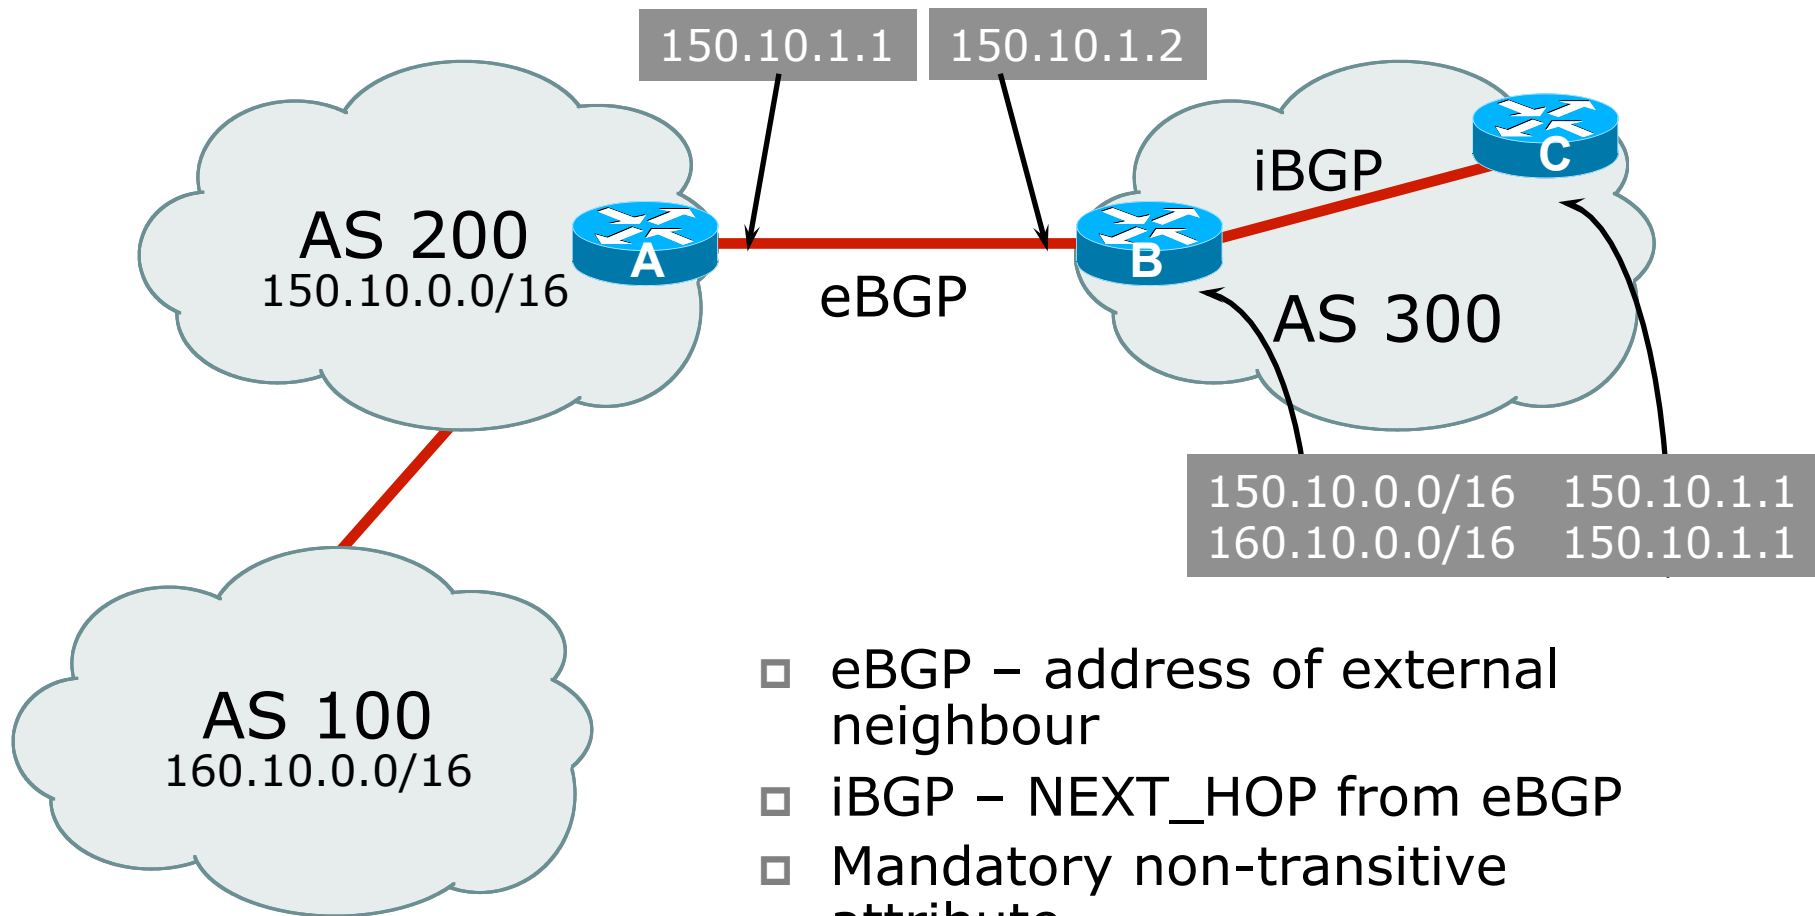 150.10.1.1 150.10.1.2
AS 200
150.10.0.0/16
A
eBGP
B
iBGP
C
AS 300
150.10.0.0/16 150.10.1.1
160.10.0.0/16 150.10.1.1
AS 100
160.10.0.0/16
eBGP – address of external
neighbour
iBGP – NEXT_HOP from eBGP
Mandatory non-transitive
attribute